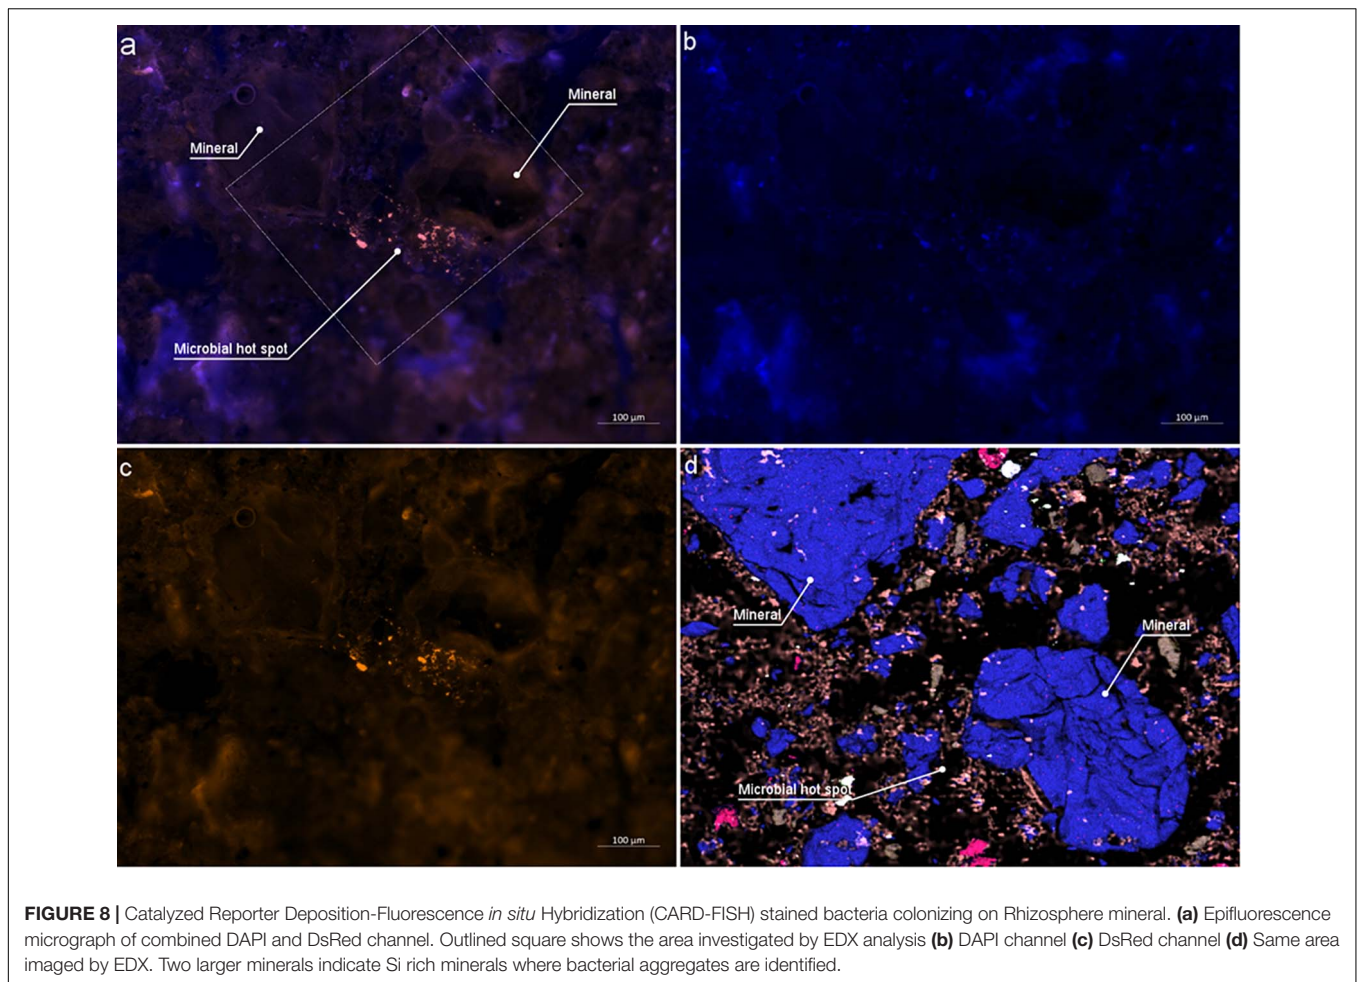 a
Mineral
Mineral
Microbial hot spot
100 µm
b
100 µm
c
100 µm
d
Mineral
Mineral
Microbial hot spot
FIGURE 8 | Catalyzed Reporter Deposition-Fluorescence in situ Hybridization (CARD-FISH) stained bacteria colonizing on Rhizosphere mineral. (a) Epifluorescence
micrograph of combined DAPI and DsRed channel. Outlined square shows the area investigated by EDX analysis (b) DAPI channel (c) DsRed channel (d) Same area
imaged by EDX. Two larger minerals indicate Si rich minerals where bacterial aggregates are identified.